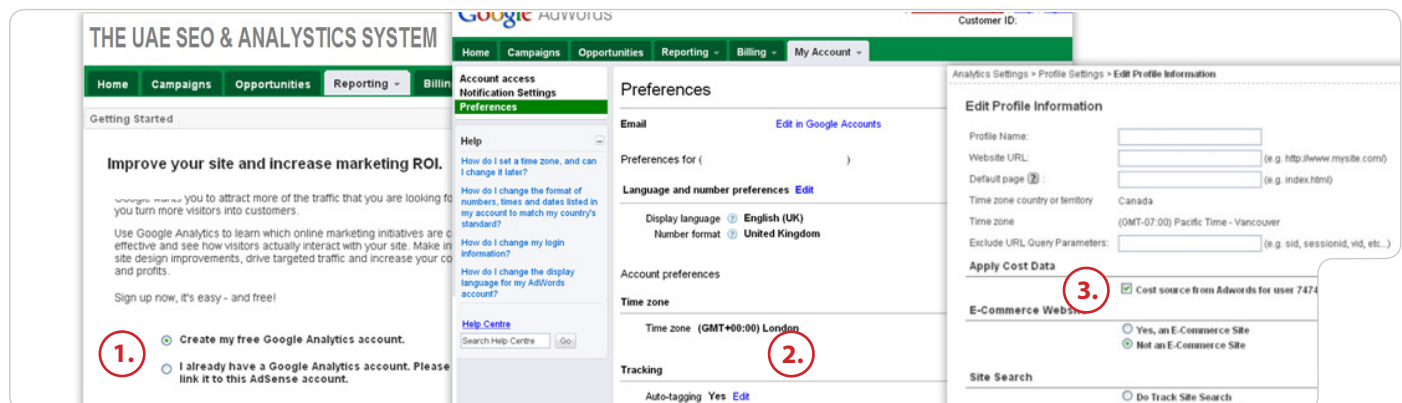 THE UAE SEO & ANALYSTICS SYSTEM
Home Campaigns Opportunities Reporting Billin
Getting Started
Improve your site and increase marketing ROI.
Google wants you to attract more of the traffic that you are looking fo
you turn more visitors into customers.
Use Google Analytics to learn which online marketing initiatives are c
effective and see how visitors actually interact with your site. Make in
site design improvements, drive targeted traffic and increase your co
and profits.
Sign up now, it's easy - and free!
1.
Create my free Google Analytics account.
I already have a Google Analytics account. Please
link it to this AdSense account.
Google AdWords
Customer ID:
Home Campaigns Opportunities Reporting Billing My Account
Account access
Notification Settings
Preferences
Help
How do I set a time zone, and can
I change it later?
How do I change the format of
numbers, times and dates listed in
my account to match my country's
standard?
How do I change my login
information?
How do I change the display
language for my AdWords
account?
Help Centre
Search Help Centre Go
Preferences
Email Edit in Google Accounts
Preferences for ( )
Language and number preferences Edit
Display language ? English (UK)
Number format ? United Kingdom
Account preferences
Time zone
Time zone (GMT+00:00) London
2.
Tracking
Auto-tagging Yes Edit
Analytics Settings > Profile Settings > Edit Profile Information
Edit Profile Information
Profile Name:
Website URL: (e.g. http://www.mysite.com/)
Default page ? : (e.g. index.html)
Time zone country or territory Canada
Time zone (GMT-07:00) Pacific Time - Vancouver
Exclude URL Query Parameters: (e.g. sid, sessionid, vid, etc...)
Apply Cost Data
3.
Cost source from Adwords for user 7474
E-Commerce Websit
Yes, an E-Commerce Site
Not an E-Commerce Site
Site Search
Do Track Site Search